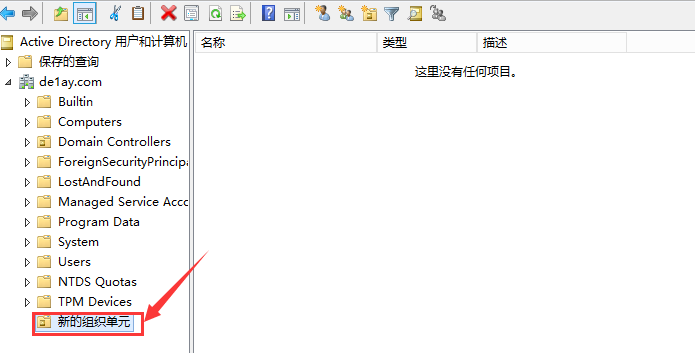 Active Directory 用户和计算机
名称 类型 描述
保存的查询
这里没有任何项目。
de1ay.com
Builtin
Computers
Domain Controllers
ForeignSecurityPrincipa
LostAndFound
Managed Service Acco
Program Data
System
Users
NTDS Quotas
TPM Devices
新的组织单元